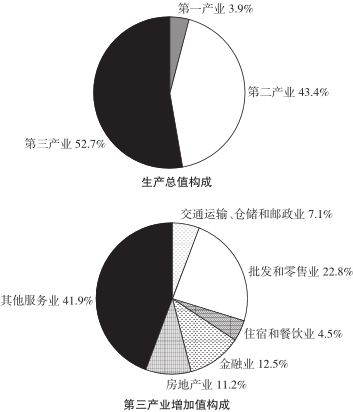 第一产业 3.9%
第二产业 43.4%
第三产业 52.7%
生产总值构成
交通运输、仓储和邮政业 7.1%
批发和零售业 22.8%
其他服务业 41.9%
住宿和餐饮业 4.5%
金融业 12.5%
房地产业 11.2%
第三产业增加值构成